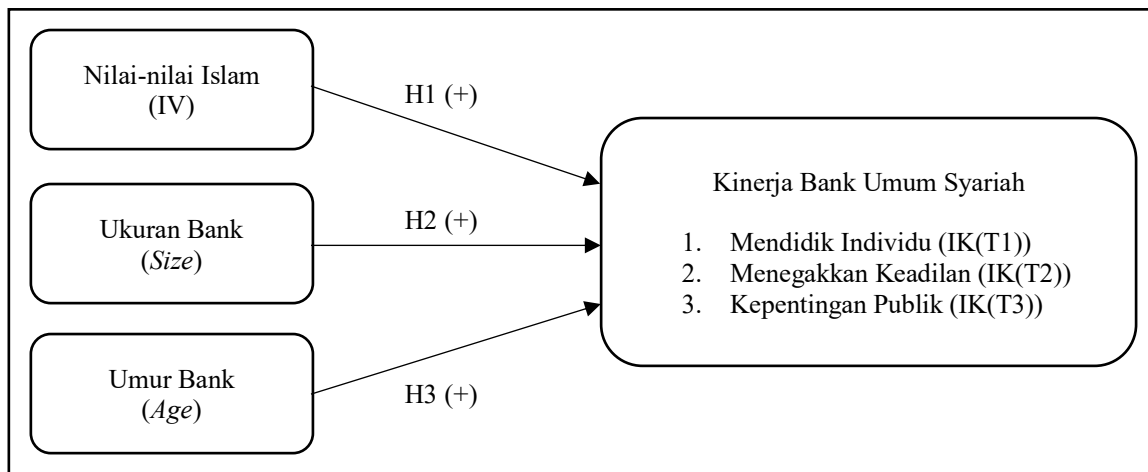 Nilai-nilai Islam
(IV)
H1 (+)
Ukuran Bank
(Size)
H2 (+)
Umur Bank
(Age)
H3 (+)
Kinerja Bank Umum Syariah
1. Mendidik Individu (IK(T1))
2. Menegakkan Keadilan (IK(T2))
3. Kepentingan Publik (IK(T3))